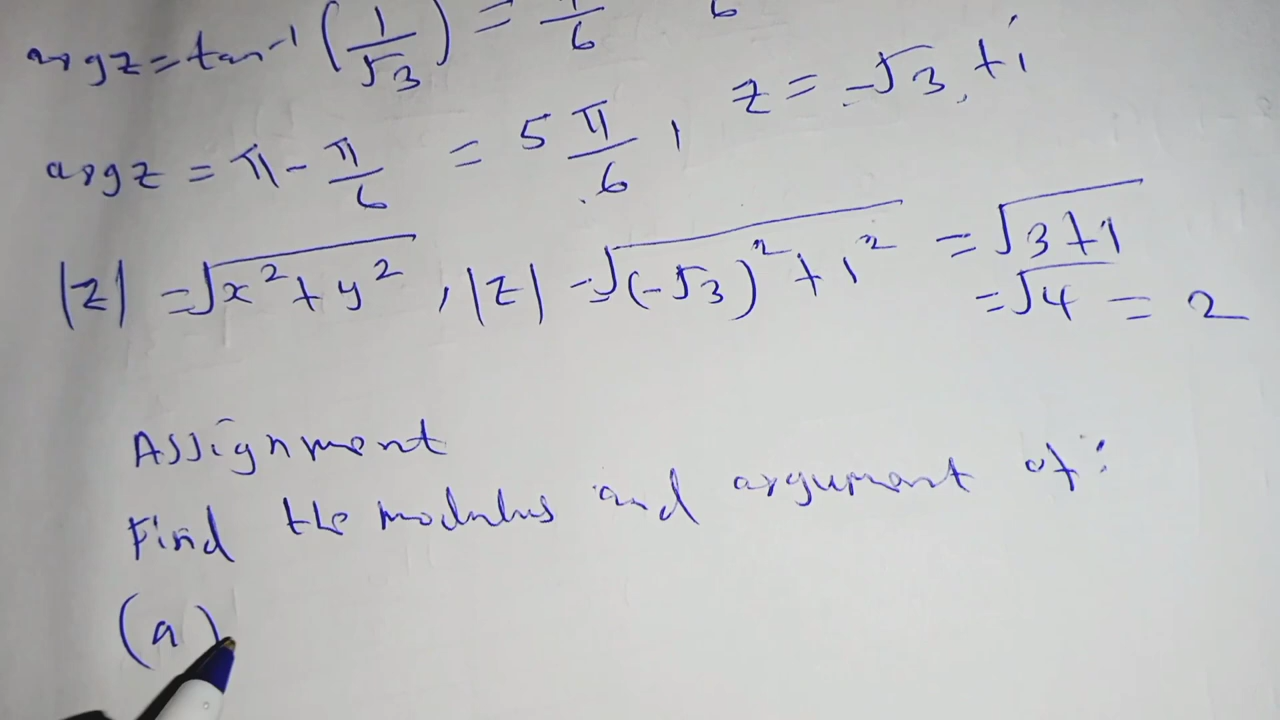 arg z = tan⁻¹ (1/√3) = π/6 6
arg z = π - π/6 = 5π/6, z = -√3 + i
|z| = √(x² + y²), |z| = √((-√3)² + 1²) = √(3+1)
= √4 = 2
Assignment
Find the modulus and argument of:
(a)